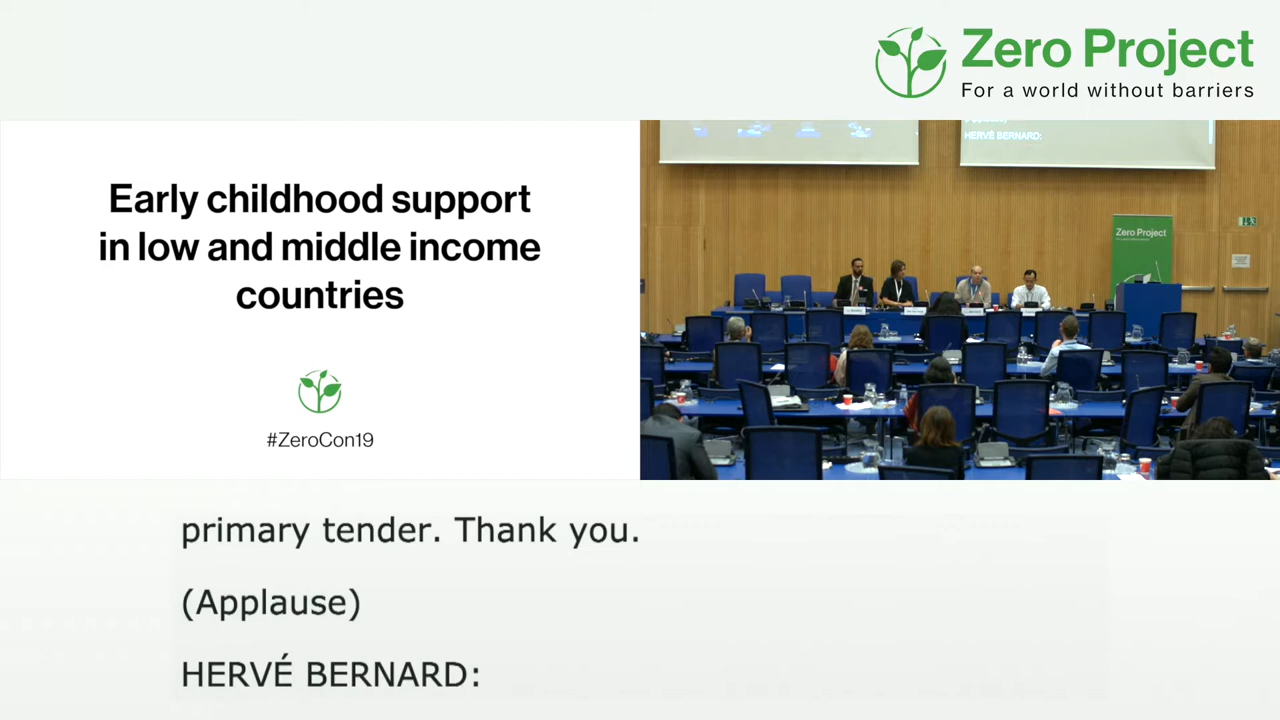 Zero Project
For a world without barriers
Early childhood support
in low and middle income
countries
#ZeroCon19
HERVÉ BERNARD:
Zero Project
primary tender. Thank you.
(Applause)
HERVÉ BERNARD: